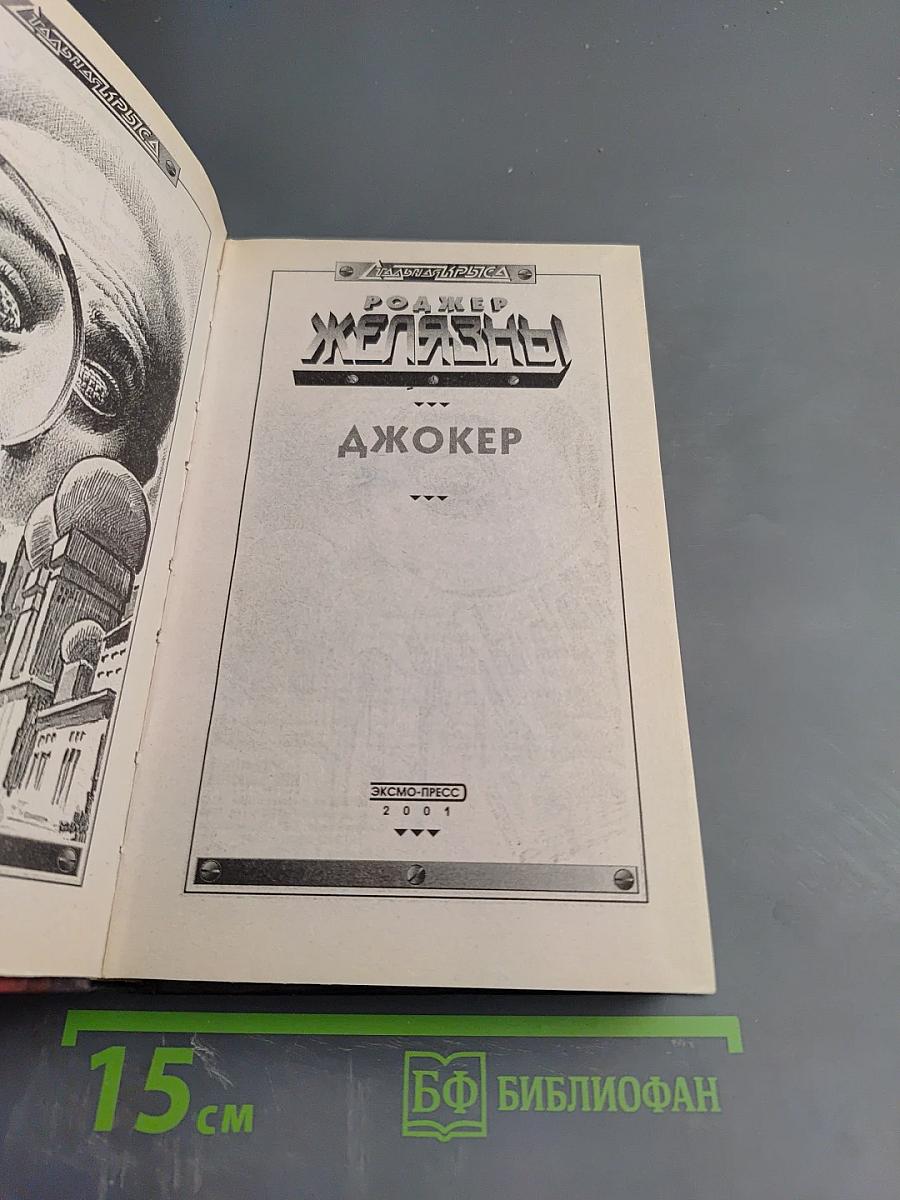 СТАЛЬНАЯ КРЫСА
СТАЛЬНАЯ КРЫСА
РОДЖЕР
ЖЕЛЯЗНЫ
ДЖОКЕР
ЭКСМО-ПРЕСС
2001
15 см
БФ БИБЛИОФАН